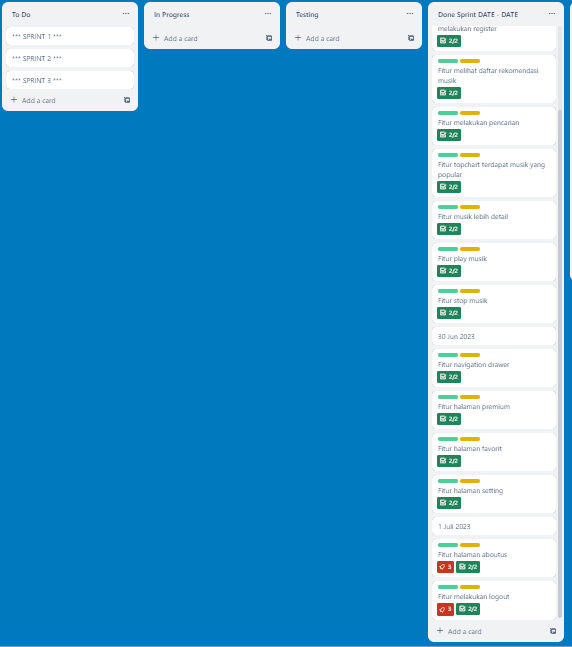 To Do
*** SPRINT 1 ***
*** SPRINT 2 ***
*** SPRINT 3 ***
+ Add a card
In Progress
+ Add a card
Testing
+ Add a card
Done Sprint DATE - DATE
melakukan register
2/2
Fitur melihat daftar rekomendasi
musik
2/2
Fitur melakukan pencarian
2/2
Fitur topchart terdapat musik yang
popular
2/2
Fitur musik lebih detail
2/2
Fitur play musik
2/2
Fitur stop musik
2/2
30 Jun 2023
Fitur navigation drawer
2/2
Fitur halaman premium
2/2
Fitur halaman favorit
2/2
Fitur halaman setting
2/2
1 Juli 2023
Fitur halaman aboutus
3 2/2
Fitur melakukan logout
3 2/2
+ Add a card